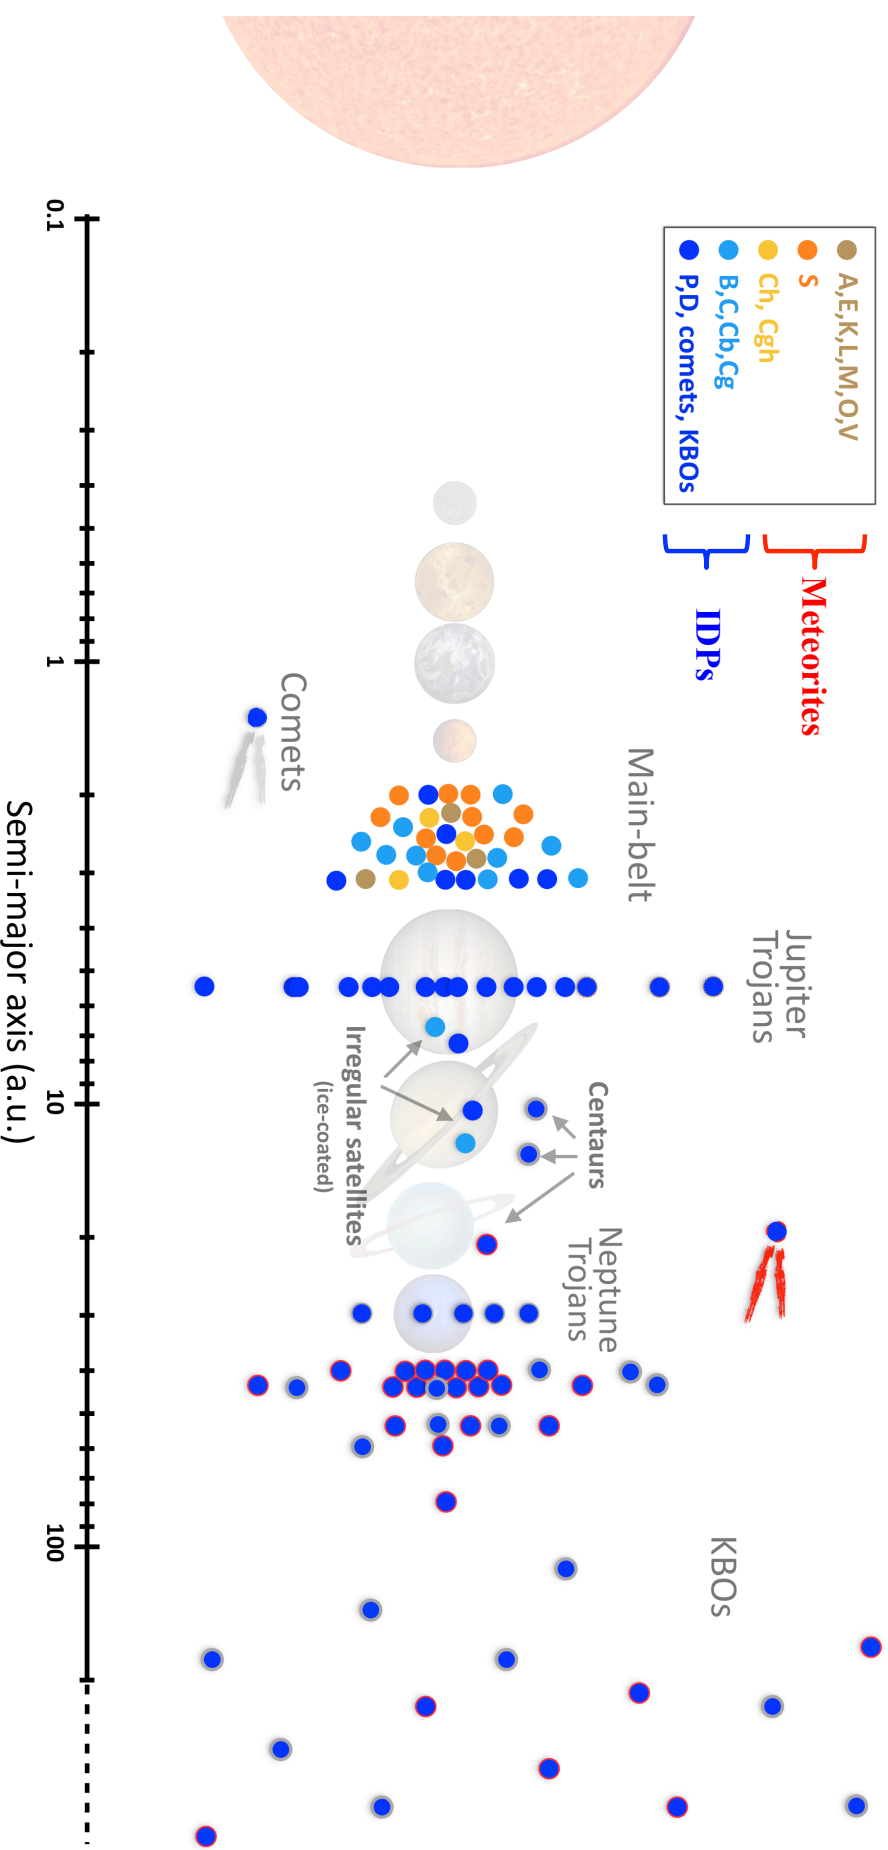 A,E,K,L,M,O,V
S
Ch, Cgh
B,C,Cb,Cg
P,D, comets, KBOs
Meteorites
IDPs
Main-belt
Jupiter
Trojans
Centaurs
Neptune
Trojans
KBOs
Irregular satellites
(ice-coated)
Comets
0.1
1
10
100
Semi-major axis (a.u.)